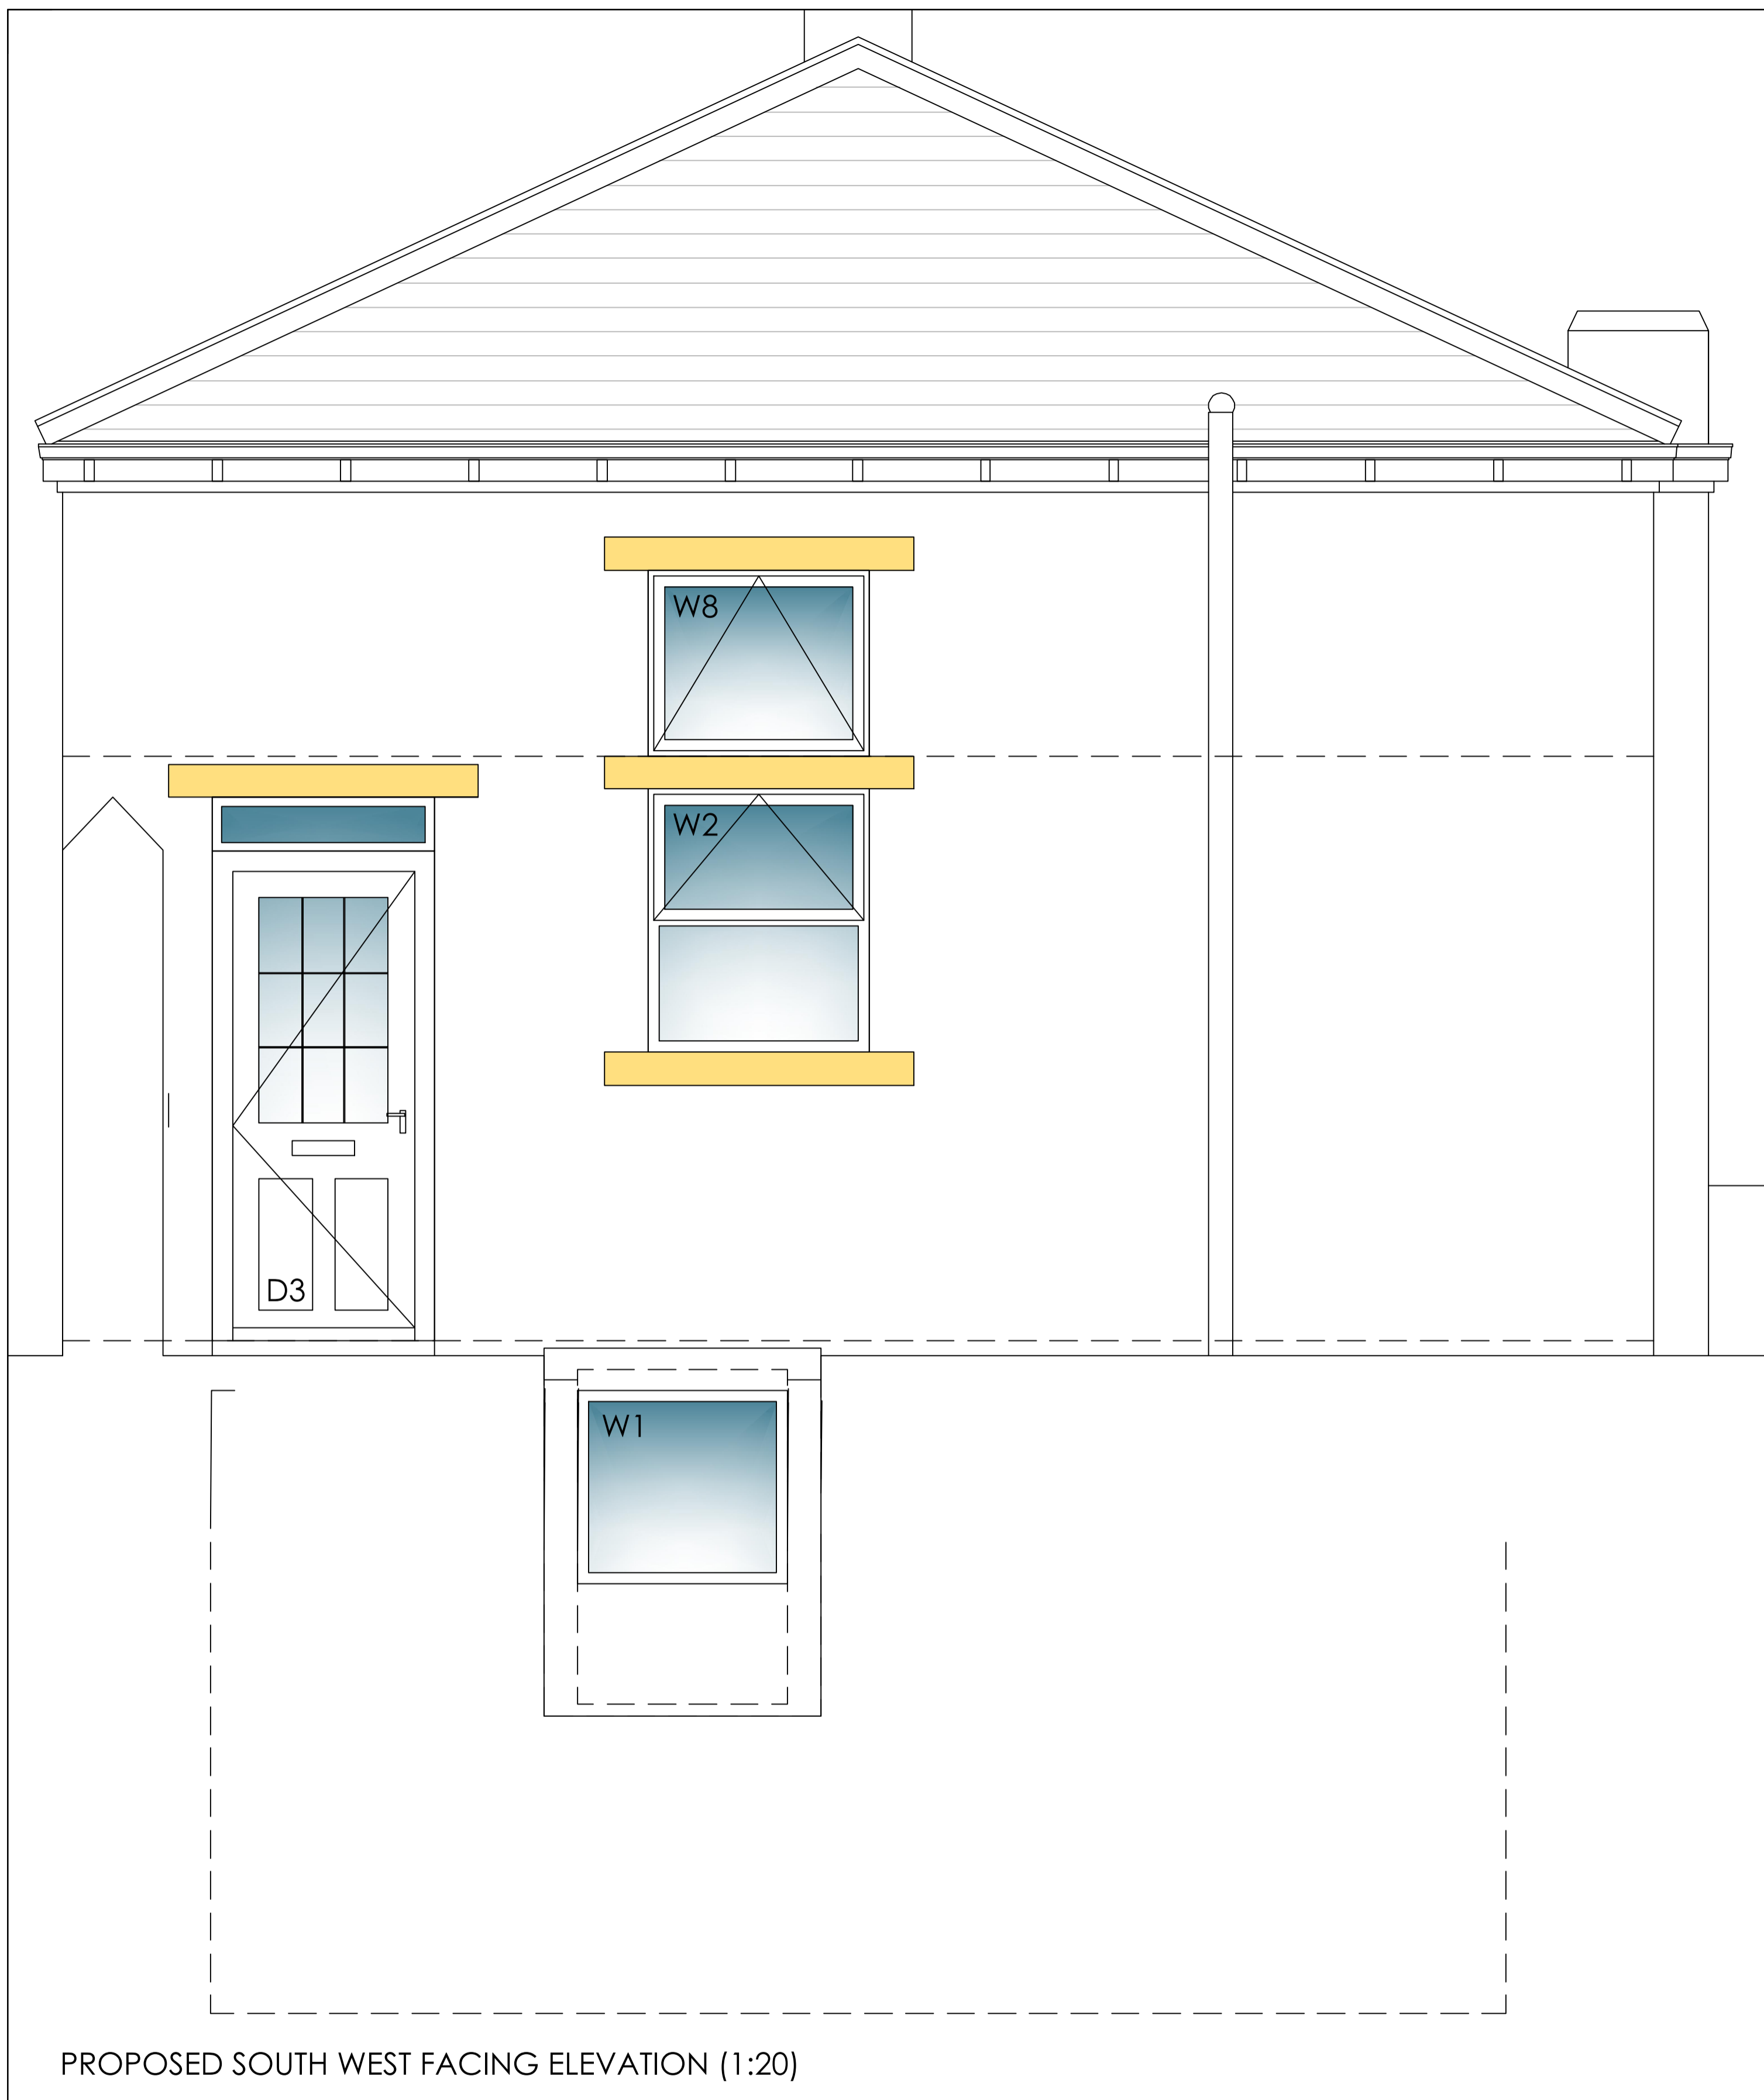 W8
W2
D3
W1
PROPOSED SOUTH WEST FACING ELEVATION (1:20)